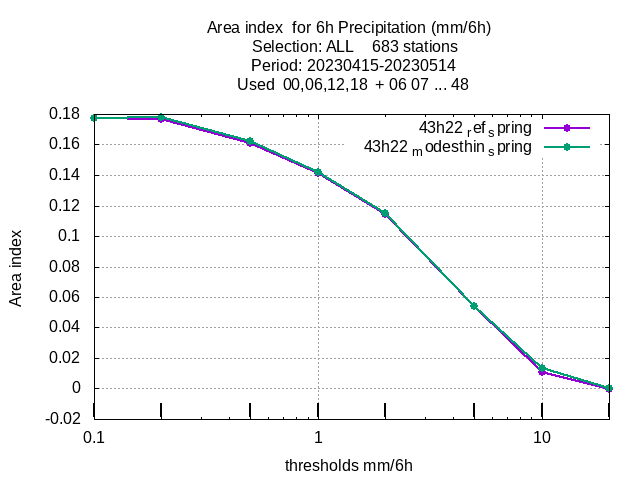 Area index  for 6h Precipitation (mm/6h)
Selection: ALL    683 stations
Period: 20230415-20230514
Used  00,06,12,18  + 06 07 ... 48
0.18
0.16
0.14
0.12
0.1
0.08
0.06
0.04
0.02
0
-0.02
Area index
43h22 ref spring
43h22 modesthin spring
0.1 1 10
thresholds mm/6h